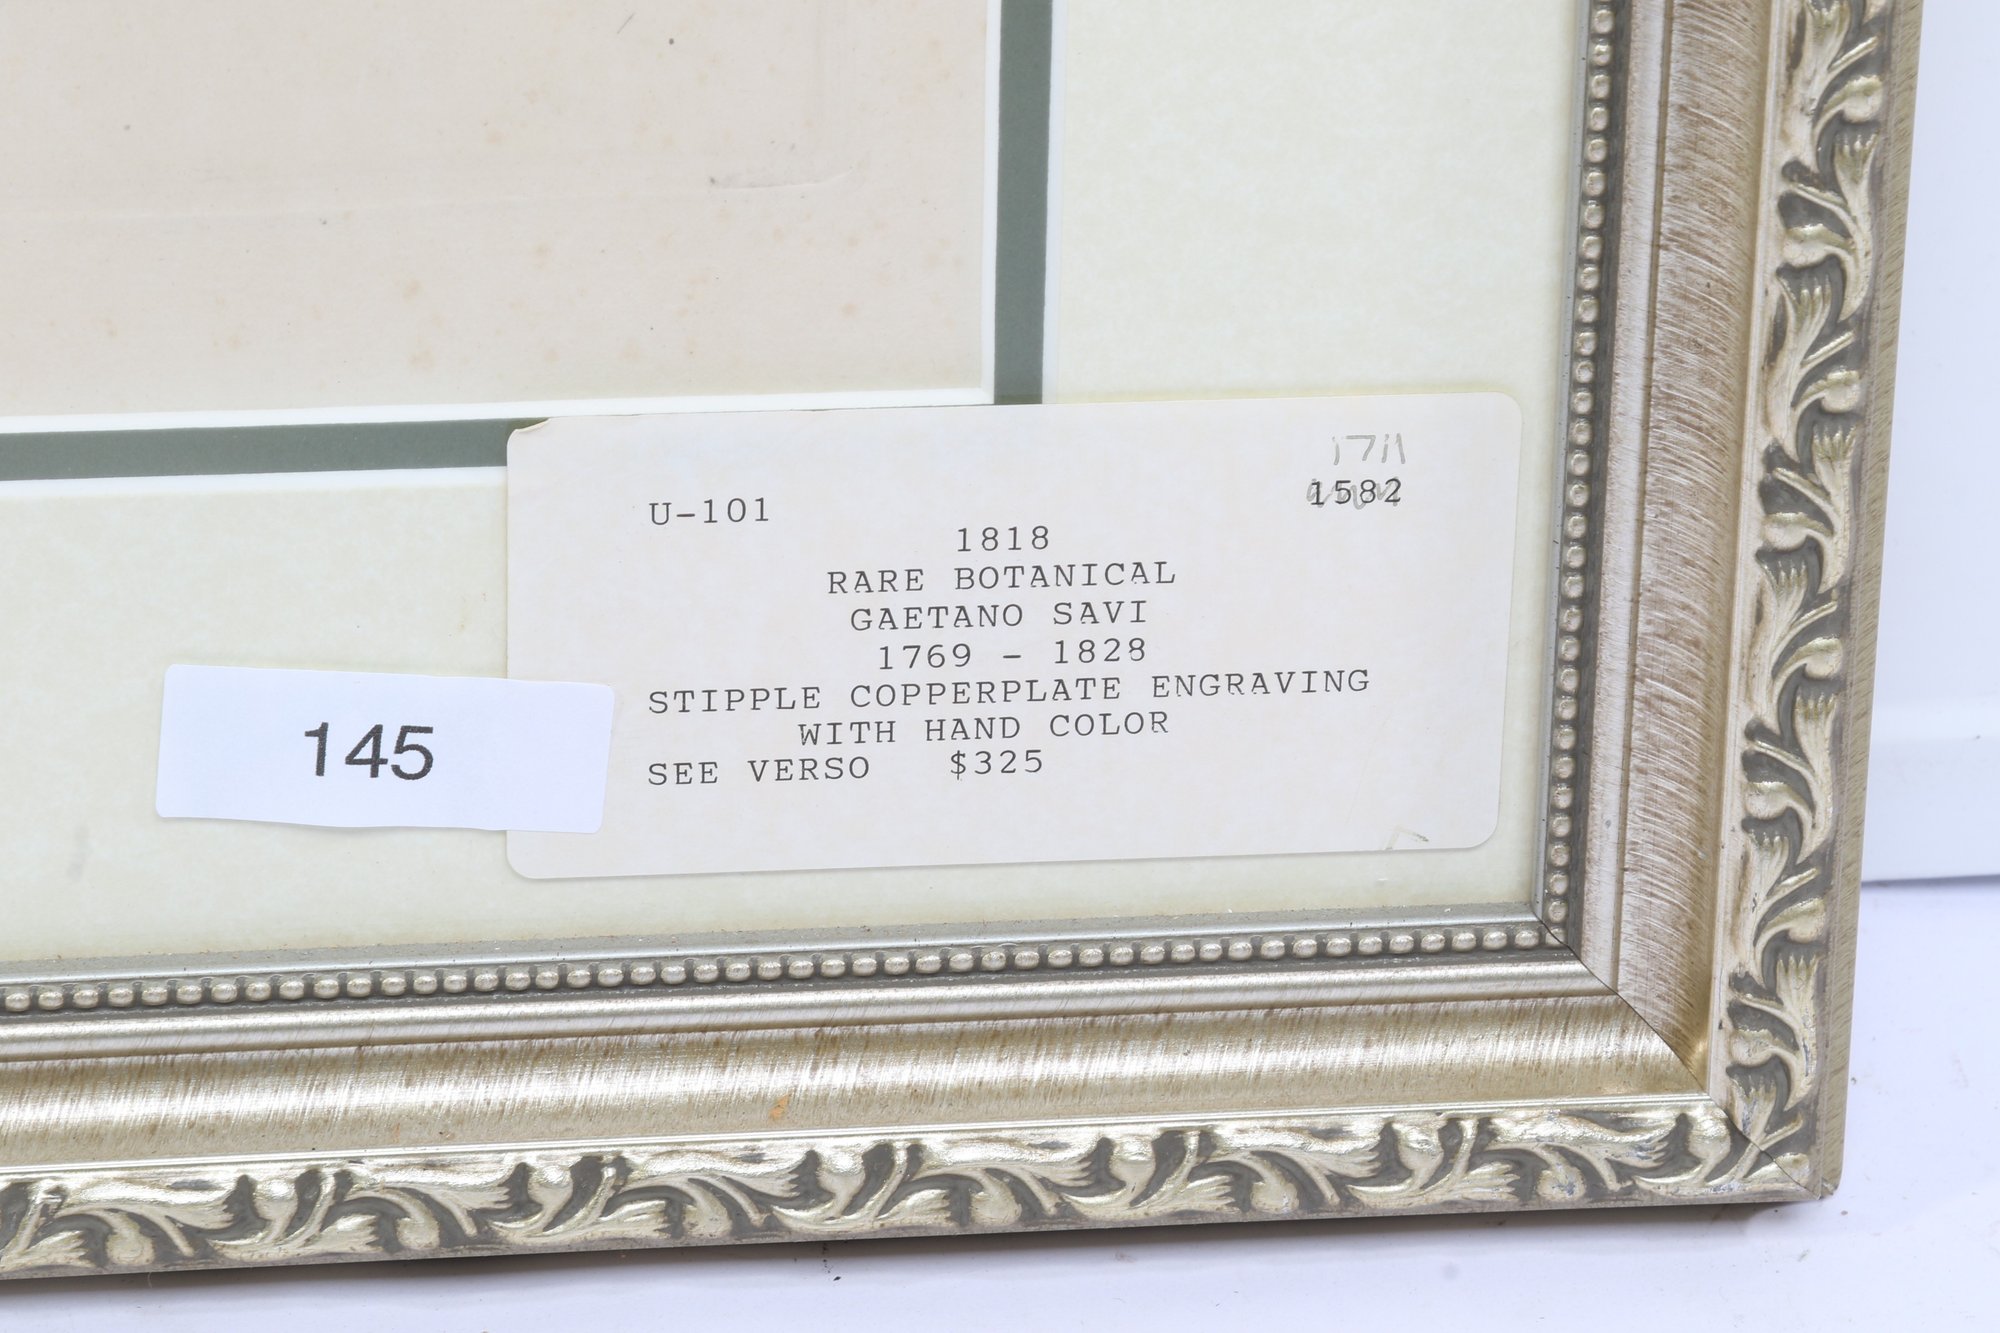 1711
U-101 1582
1818
RARE BOTANICAL
GAETANO SAVI
1769 - 1828
STIPPLE COPPERPLATE ENGRAVING
WITH HAND COLOR
SEE VERSO $325
145